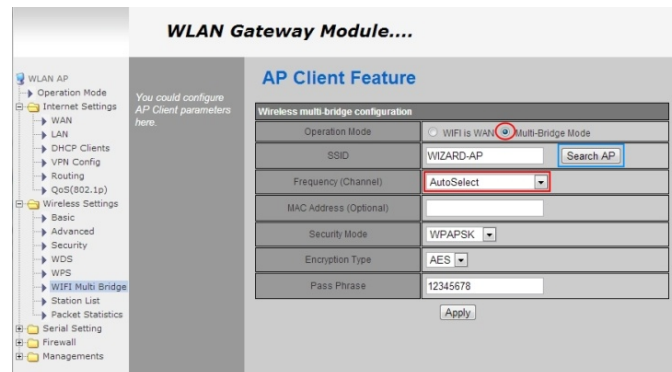 WLAN Gateway Module....
WLAN AP
Operation Mode
Internet Settings
WAN
LAN
DHCP Clients
VPN Config
Routing
QoS(802.1p)
Wireless Settings
Basic
Advanced
Security
WDS
WPS
WIFI Multi Bridge
Station List
Packet Statistics
Serial Setting
Firewall
Managements
You could configure
AP Client parameters
here.
AP Client Feature
Wireless multi-bridge configuration
Operation Mode WIFI is WAN Multi-Bridge Mode
SSID WIZARD-AP Search AP
Frequency (Channel) AutoSelect
MAC Address (Optional)
Security Mode WPAPSK
Encryption Type AES
Pass Phrase 12345678
Apply